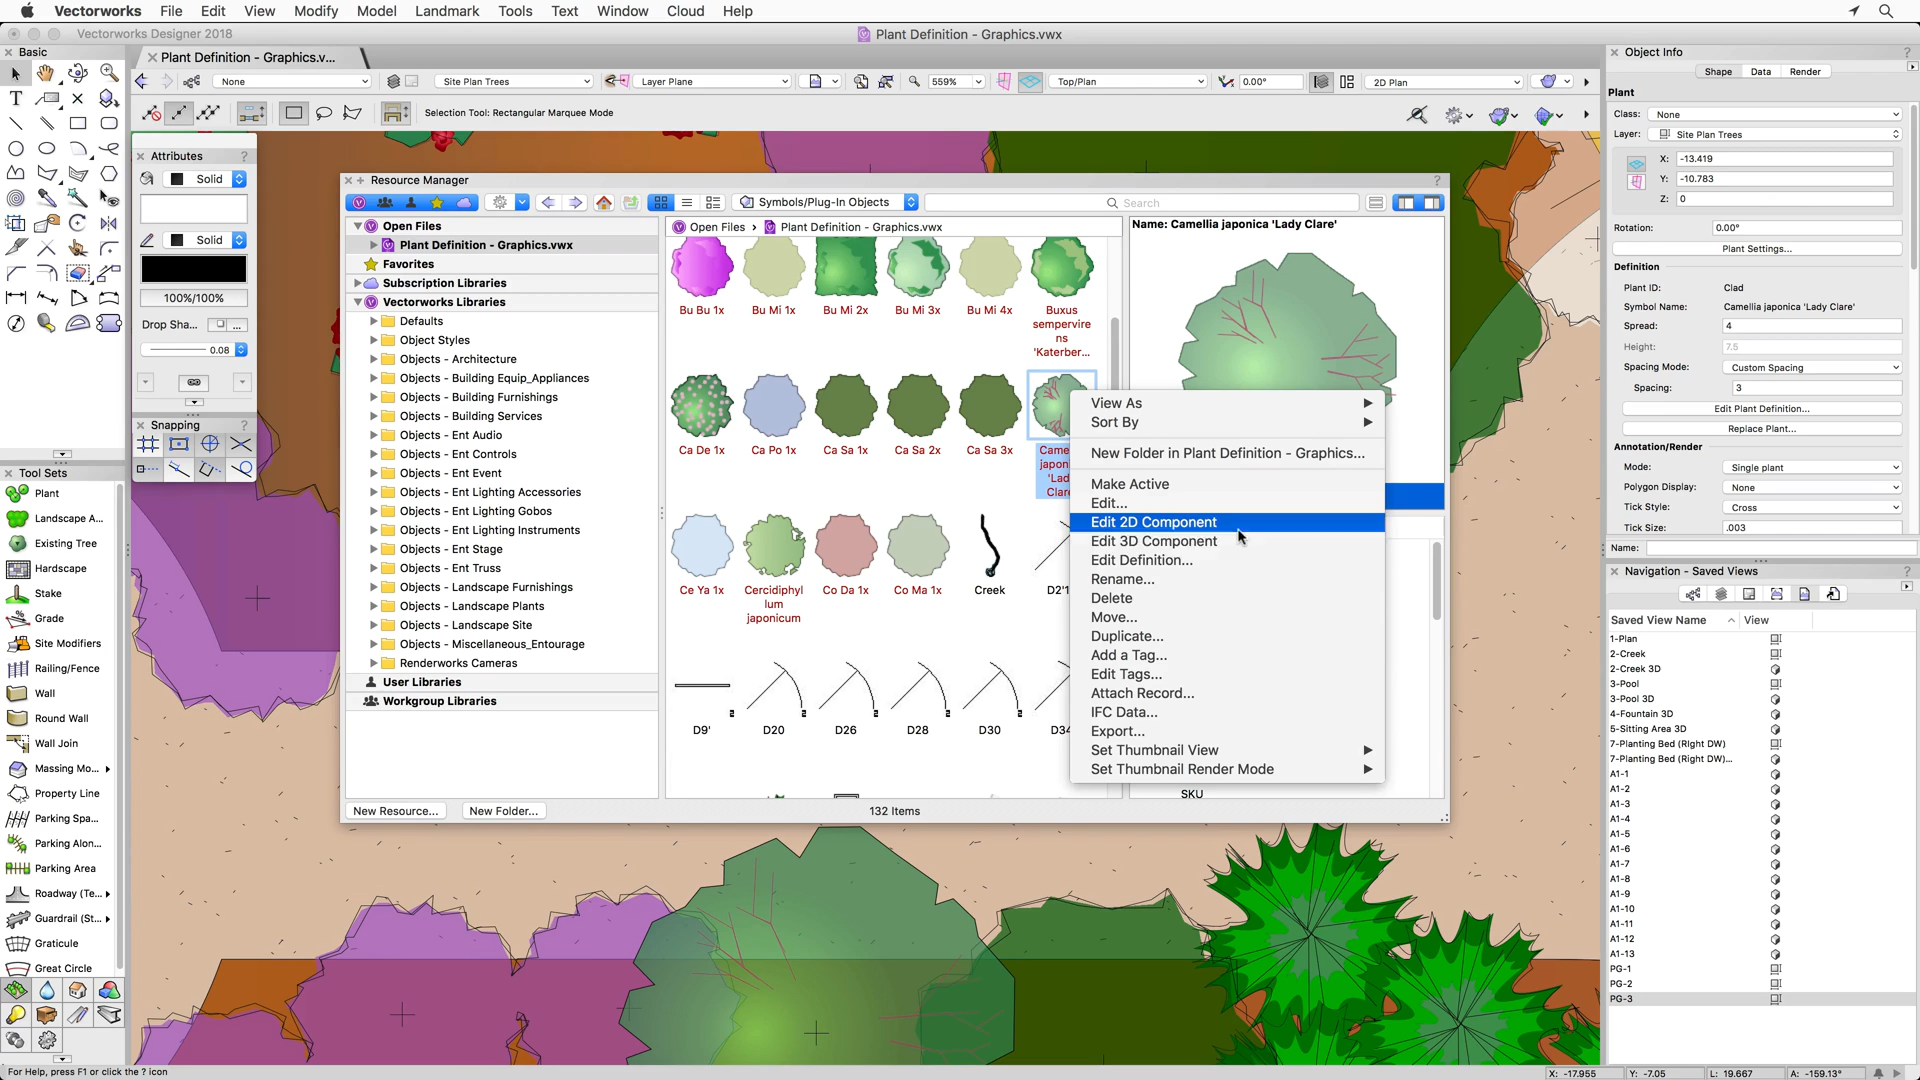 Vectorworks File Edit View Modify Model Landmark Tools Text Window Cloud Help
Vectorworks Designer 2018
Plant Definition - Graphics.vwx
Basic
Plant Definition - Graphics.v...
None
Site Plan Trees
Layer Plane
559%
Top/Plan
0.00°
2D Plan
Selection Tool: Rectangular Marquee Mode
Attributes
?
Solid
Solid
100%/100%
Drop Sha...
...
0.08
Snapping
?
Tool Sets
Plant
Landscape A...
Existing Tree
Hardscape
Stake
Grade
Site Modifiers
Railing/Fence
Wall
Round Wall
Wall Join
Massing Mo...
Property Line
Parking Spa...
Parking Alon...
Parking Area
Roadway (Te...
Guardrail (St...
Graticule
Great Circle
For Help, press F1 or click the ? icon
Resource Manager
?
Symbols/Plug-In Objects
Search
Open Files
Plant Definition - Graphics.vwx
Favorites
Subscription Libraries
Vectorworks Libraries
Defaults
Object Styles
Objects - Architecture
Objects - Building Equip_Appliances
Objects - Building Furnishings
Objects - Building Services
Objects - Ent Audio
Objects - Ent Controls
Objects - Ent Event
Objects - Ent Lighting Accessories
Objects - Ent Lighting Gobos
Objects - Ent Lighting Instruments
Objects - Ent Stage
Objects - Ent Truss
Objects - Landscape Furnishings
Objects - Landscape Plants
Objects - Landscape Site
Objects - Miscellaneous_Entourage
Renderworks Cameras
User Libraries
Workgroup Libraries
New Resource...
New Folder...
Open Files › Plant Definition - Graphics.vwx
Bu Bu 1x
Bu Mi 1x
Bu Mi 2x
Bu Mi 3x
Bu Mi 4x
Buxus
sempervire
ns
'Katerber...
Ca De 1x
Ca Po 1x
Ca Sa 1x
Ca Sa 2x
Ca Sa 3x
Came
japon
'Lad
Clare
Ce Ya 1x
Cercidiphyl
lum
japonicum
Co Da 1x
Co Ma 1x
Creek
D2'1
D9'
D20
D26
D28
D30
D34
132 Items
Name: Camellia japonica 'Lady Clare'
SKU
View As
Sort By
New Folder in Plant Definition - Graphics...
Make Active
Edit...
Edit 2D Component
Edit 3D Component
Edit Definition...
Rename...
Delete
Move...
Duplicate...
Add a Tag...
Edit Tags...
Attach Record...
IFC Data...
Export...
Set Thumbnail View
Set Thumbnail Render Mode
Object Info
?
Shape Data Render
Plant
Class: None
Layer: Site Plan Trees
X: -13.419
Y: -10.783
Z: 0
Rotation: 0.00°
Plant Settings...
Definition
Plant ID: Clad
Symbol Name: Camellia japonica 'Lady Clare'
Spread: 4
Height: 7.5
Spacing Mode: Custom Spacing
Spacing: 3
Edit Plant Definition...
Replace Plant...
Annotation/Render
Mode: Single plant
Polygon Display: None
Tick Style: Cross
Tick Size: .003
Name:
Navigation - Saved Views
?
Saved View Name View
1-Plan
2-Creek
2-Creek 3D
3-Pool
3-Pool 3D
4-Fountain 3D
5-Sitting Area 3D
7-Planting Bed (Right DW)
7-Planting Bed (Right DW)...
A1-1
A1-2
A1-3
A1-4
A1-5
A1-6
A1-7
A1-8
A1-9
A1-10
A1-11
A1-12
A1-13
PG-1
PG-2
PG-3
X: -17.955 Y: -7.05 L: 19.667 A: -159.13°